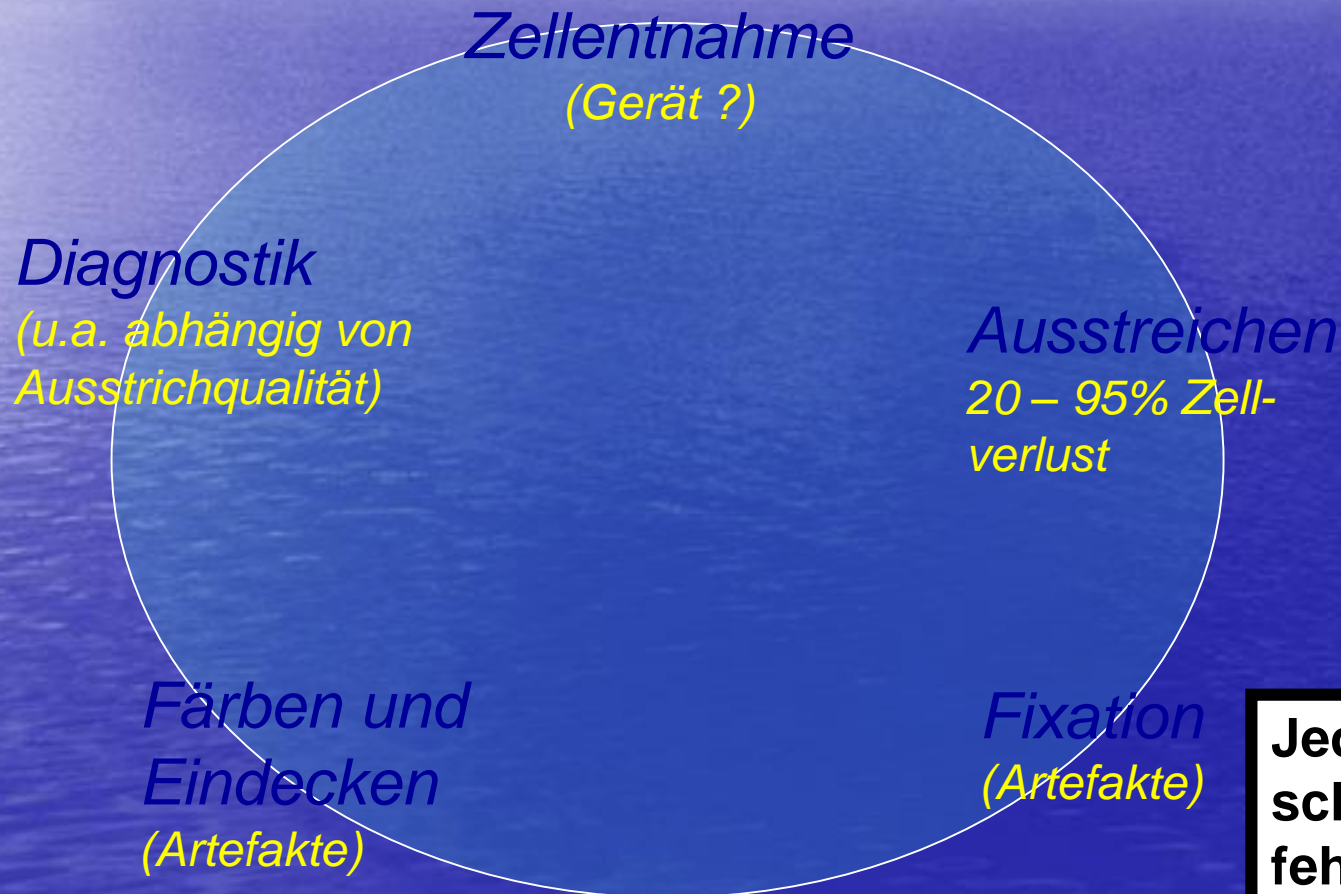 Zellentnahme
(Gerät ?)
Diagnostik
(u.a. abhängig von
Ausstrichqualität)
Ausstreichen
20 – 95% Zell-
verlust
Färben und
Eindecken
(Artefakte)
Fixation
(Artefakte)